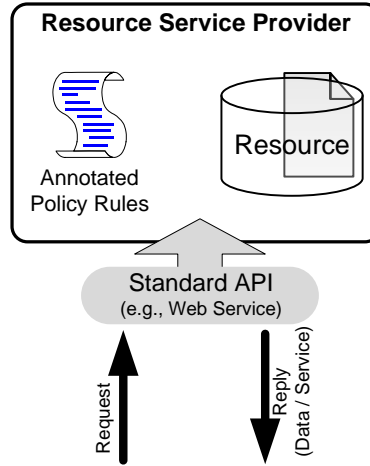 Resource Service Provider
Resource
Annotated
Policy Rules
Standard API
(e.g., Web Service)
Request
Reply
(Data / Service)